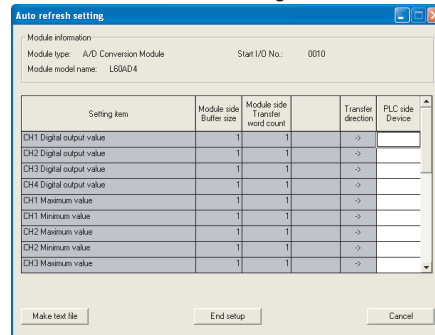 Auto refresh setting
Module information
Module type: A/D Conversion Module Start I/O No.: 0010
Module model name: L60AD4
Setting item Module side Buffer size Module side Transfer word count Transfer direction PLC side Device
CH1 Digital output value 1 1 ->
CH2 Digital output value 1 1 ->
CH3 Digital output value 1 1 ->
CH4 Digital output value 1 1 ->
CH1 Maximum value 1 1 ->
CH1 Minimum value 1 1 ->
CH2 Maximum value 1 1 ->
CH2 Minimum value 1 1 ->
CH3 Maximum value 1 1 ->
Make text file End setup Cancel